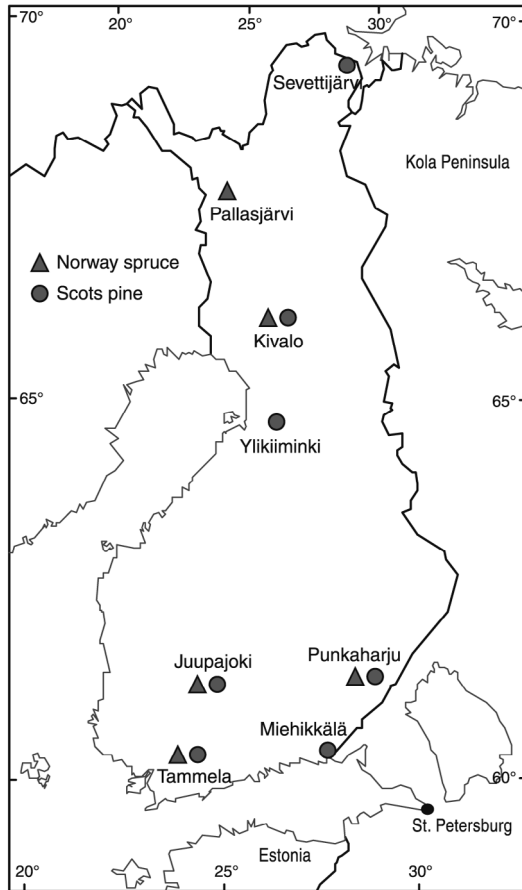 70°
20°
25°
30°
70°
Sevettijärvi
Kola Peninsula
Pallasjärvi
Norway spruce
Scots pine
Kivalo
65°
65°
Ylikiiminki
Juupajoki
Punkaharju
Miehikkälä
Tammela
60°
St. Petersburg
Estonia
20°
25°
30°